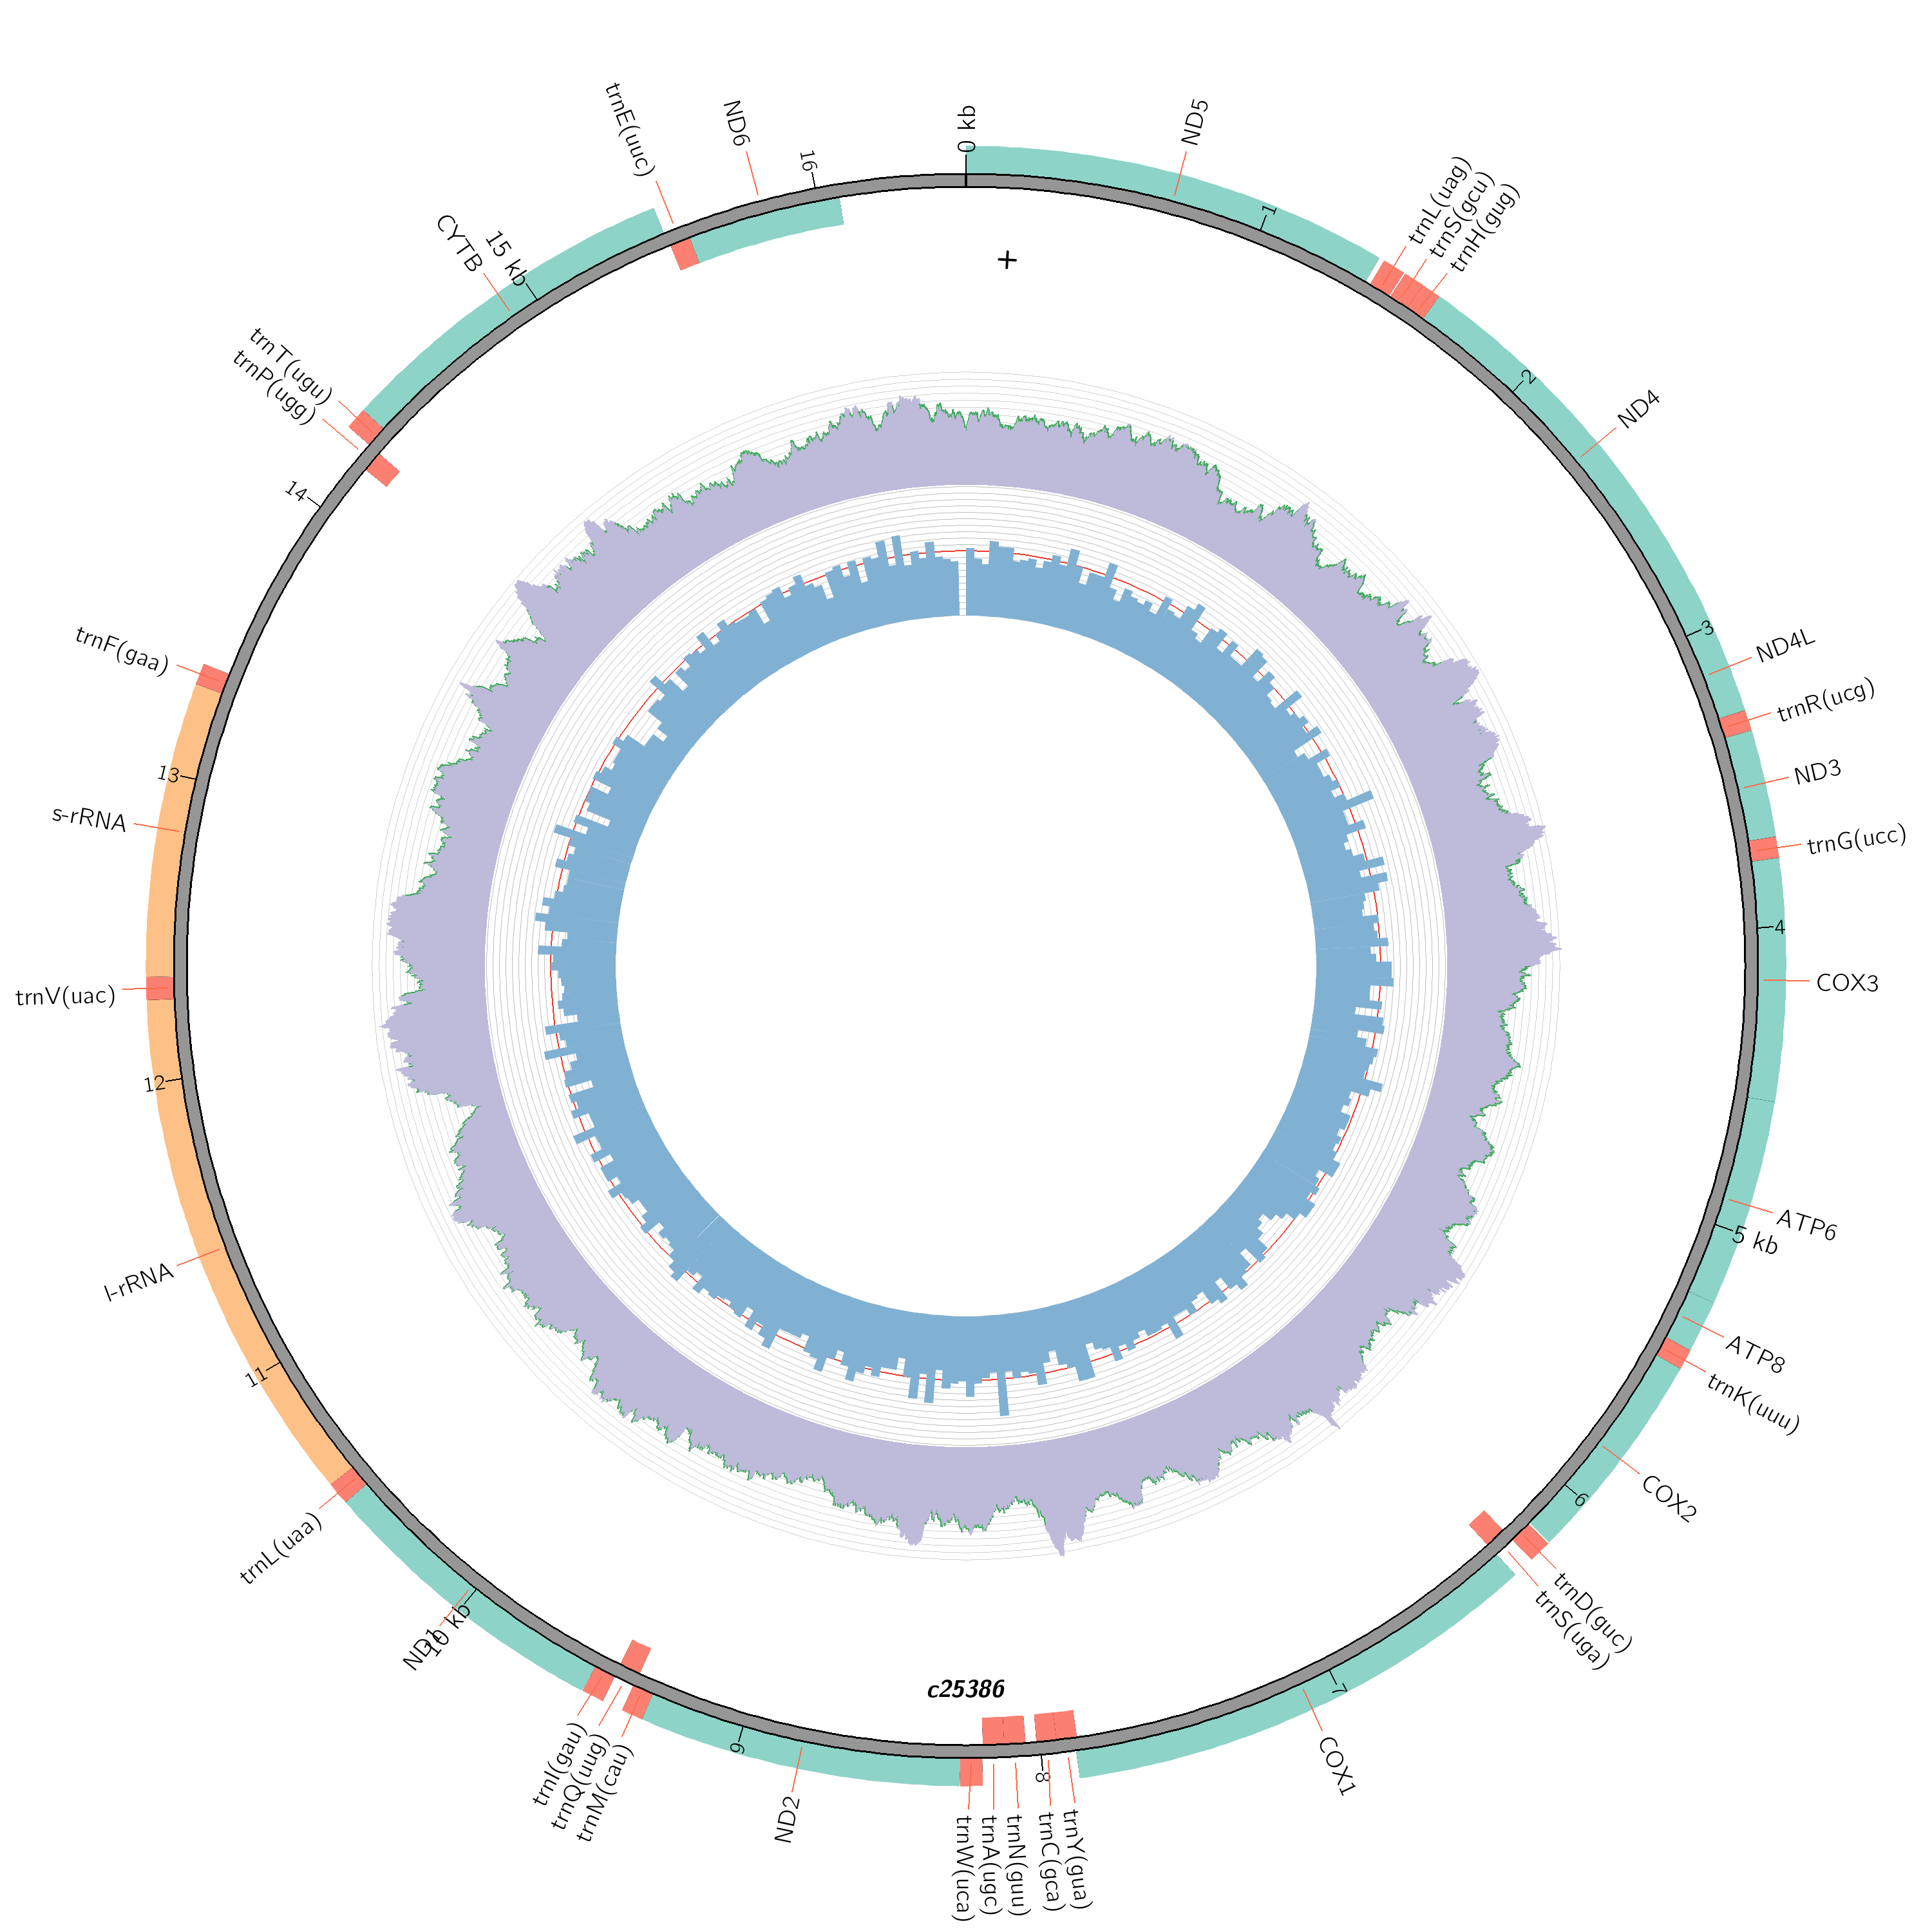 0 kb
ND5
1
trnL(uag)
trnS(gcu)
trnH(gug)
2
ND4
3
ND4L
trnR(ucg)
ND3
trnG(ucc)
4
COX3
ATP6
5 kb
ATP8
trnK(uuu)
COX2
6
trnD(guc)
trnS(uga)
7
COX1
trnY(gua)
trnC(gca)
8
trnN(guu)
trnA(ugc)
trnW(uca)
c25386
ND2
9
trnM(cau)
trnQ(uug)
trnI(gau)
10 kb
ND1
trnL(uaa)
11
l-rRNA
12
trnV(uac)
s-rRNA
13
trnF(gaa)
14
trnP(ugg)
trnT(ugu)
15 kb
CYTB
trnE(uuc)
ND6
16
+